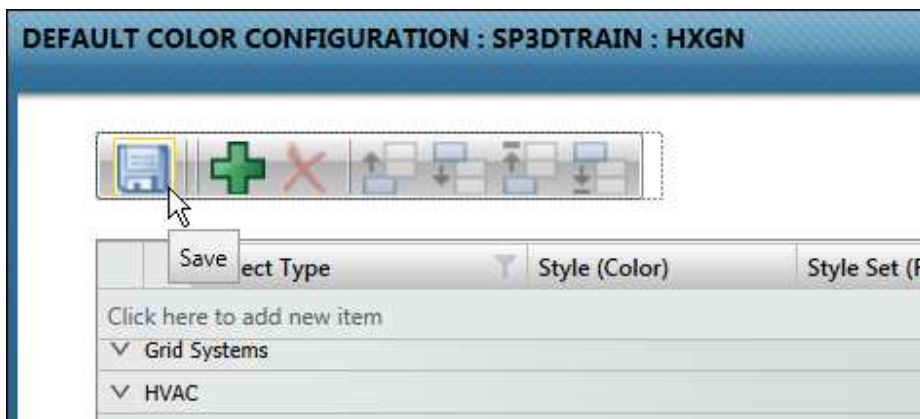 DEFAULT COLOR CONFIGURATION : SP3DTRAIN : HXGN
Save
ect Type Style (Color) Style Set (
Click here to add new item
Grid Systems
HVAC